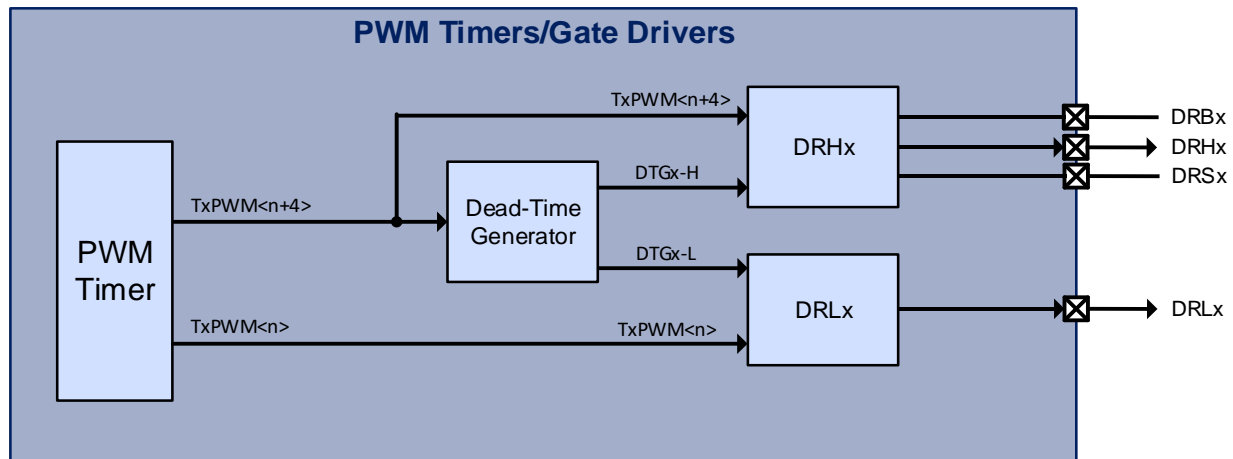 PWM Timers/Gate Drivers
TxPWM<n+4>
DRHx
DRBx
DRHx
DRSx
DTGx-H
Dead-Time
Generator
TxPWM<n+4>
PWM
Timer
DTGx-L
DRLx
DRLx
TxPWM<n>
TxPWM<n>